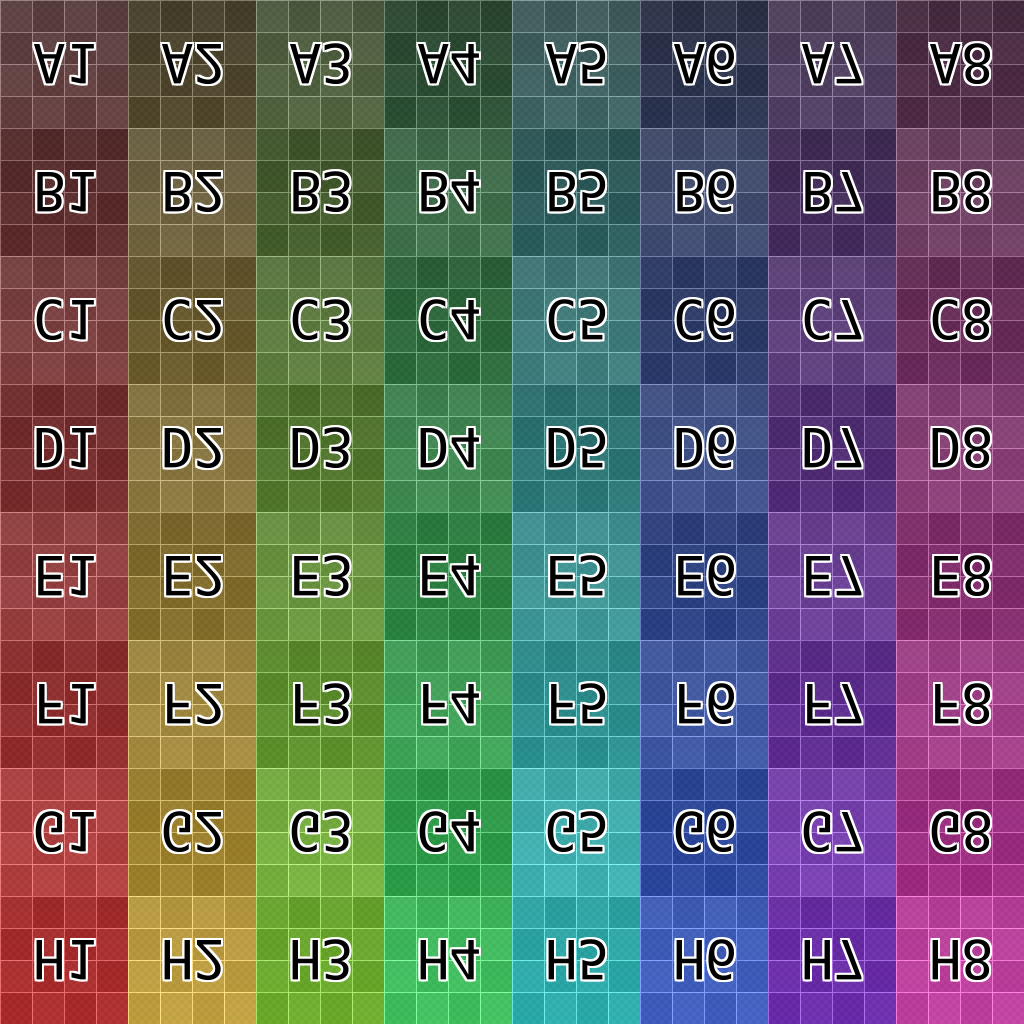 A1 A2 A3 A4 A5 A6 A7 A8
B1 B2 B3 B4 B5 B6 B7 B8
C1 C2 C3 C4 C5 C6 C7 C8
D1 D2 D3 D4 D5 D6 D7 D8
E1 E2 E3 E4 E5 E6 E7 E8
F1 F2 F3 F4 F5 F6 F7 F8
G1 G2 G3 G4 G5 G6 G7 G8
H1 H2 H3 H4 H5 H6 H7 H8